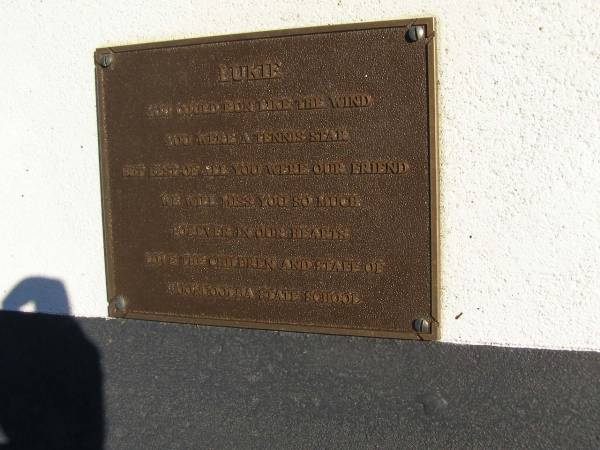 LUKIE
YOU COULD RUN LIKE THE WIND
YOU WERE A TENNIS STAR
BUT BEST OF ALL YOU WERE OUR FRIEND
WE WILL MISS YOU SO MUCH
FOREVER IN OUR HEARTS
LOVE THE CHILDREN AND STAFF OF
STATE SCHOOL